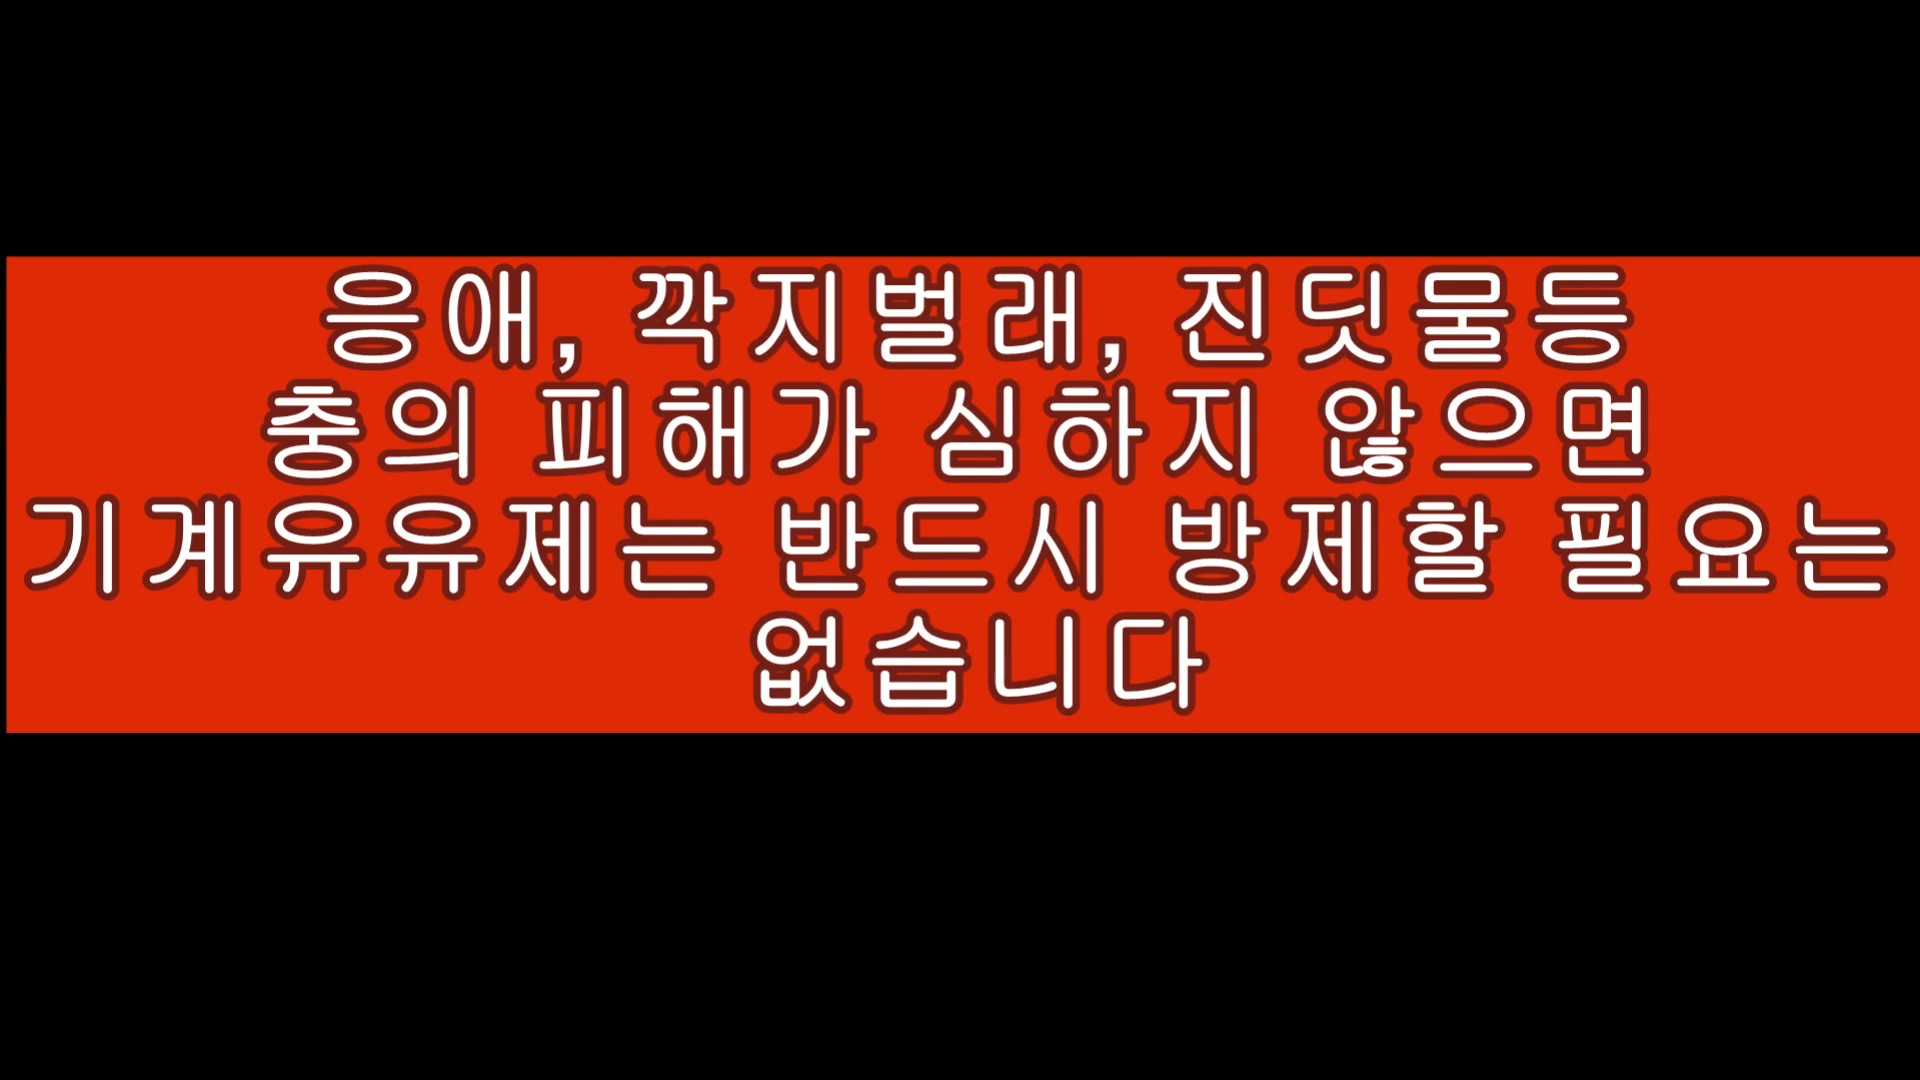 응애, 깍지벌래, 진딧물등
충의 피해가 심하지 않으면
기계유유제는 반드시 방제할 필요는
없습니다